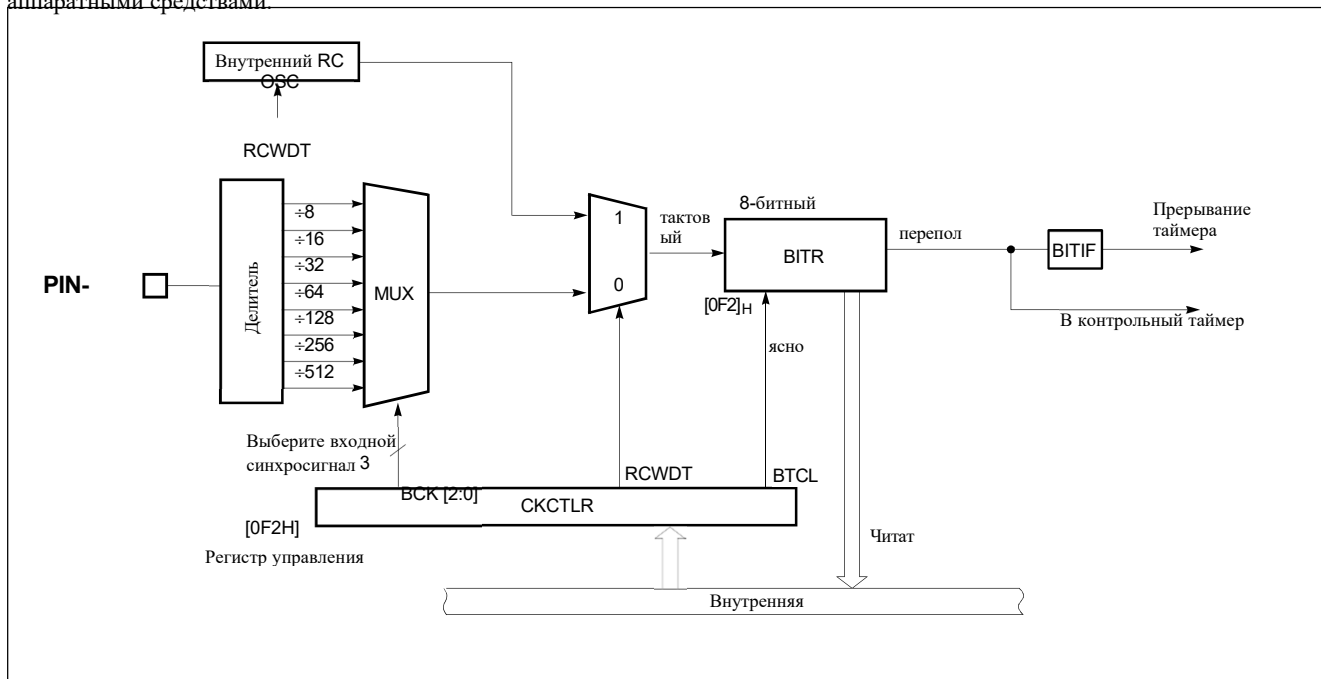 аппаратными средствами.
Внутренний RC
OSC
RCWDT
÷8
÷16
÷32
÷64
÷128
÷256
÷512
Делитель
MUX
PIN-
1
0
тактов
ый
8-битный
BITR
[0F2]H
перепол
BITIF
Прерывание
таймера
В контрольный таймер
ясно
Выберите входной
синхросигнал 3
BCK [2:0]
RCWDT
BTCL
CKCTLR
[0F2H]
Регистр управления
Читат
Внутренняя